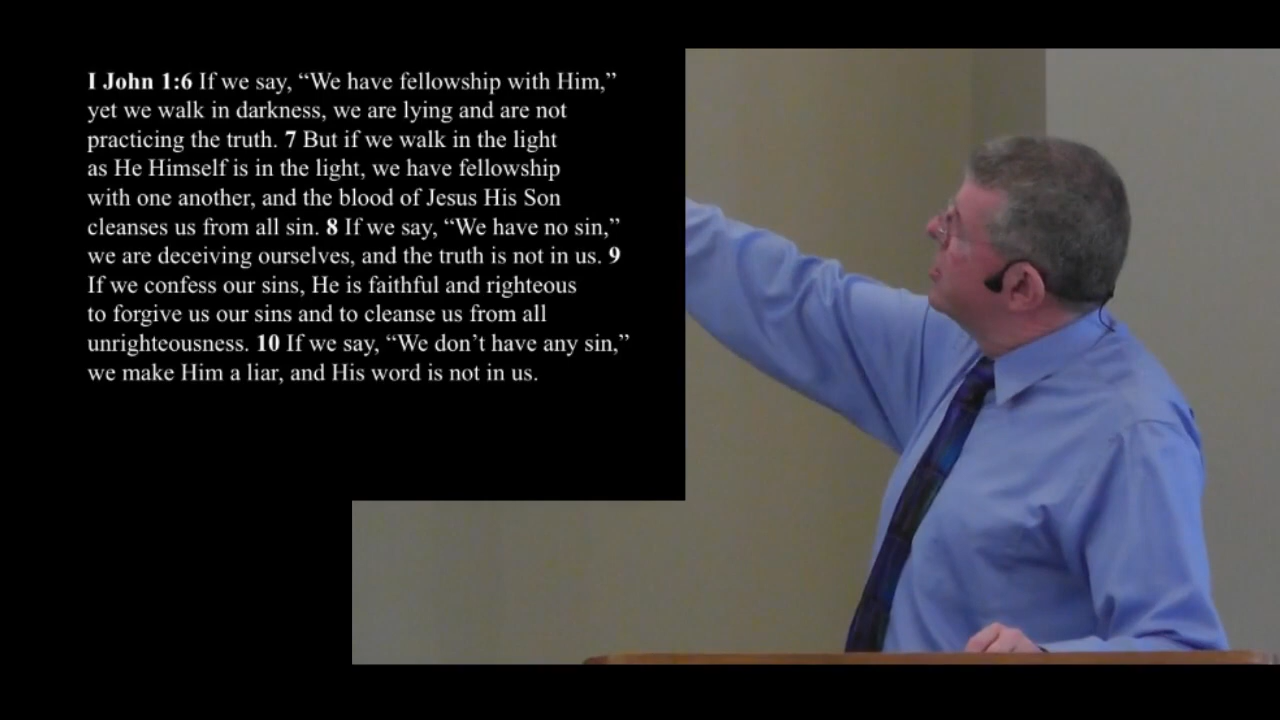 I John 1:6 If we say, “We have fellowship with Him,”
yet we walk in darkness, we are lying and are not
practicing the truth. 7 But if we walk in the light
as He Himself is in the light, we have fellowship
with one another, and the blood of Jesus His Son
cleanses us from all sin. 8 If we say, “We have no sin,”
we are deceiving ourselves, and the truth is not in us. 9
If we confess our sins, He is faithful and righteous
to forgive us our sins and to cleanse us from all
unrighteousness. 10 If we say, “We don’t have any sin,”
we make Him a liar, and His word is not in us.